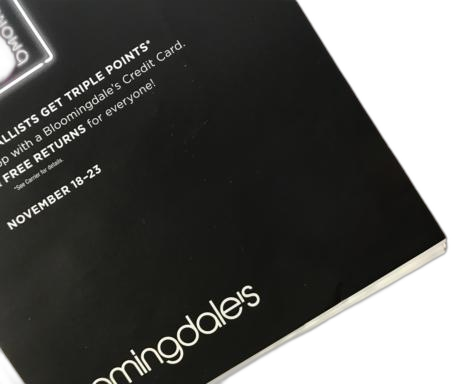 ALLISTS GET TRIPLE POINTS*
op with a Bloomingdale's Credit Card.
FREE RETURNS for everyone!
*See Carrier for details.
NOVEMBER 18–23
omingdale's